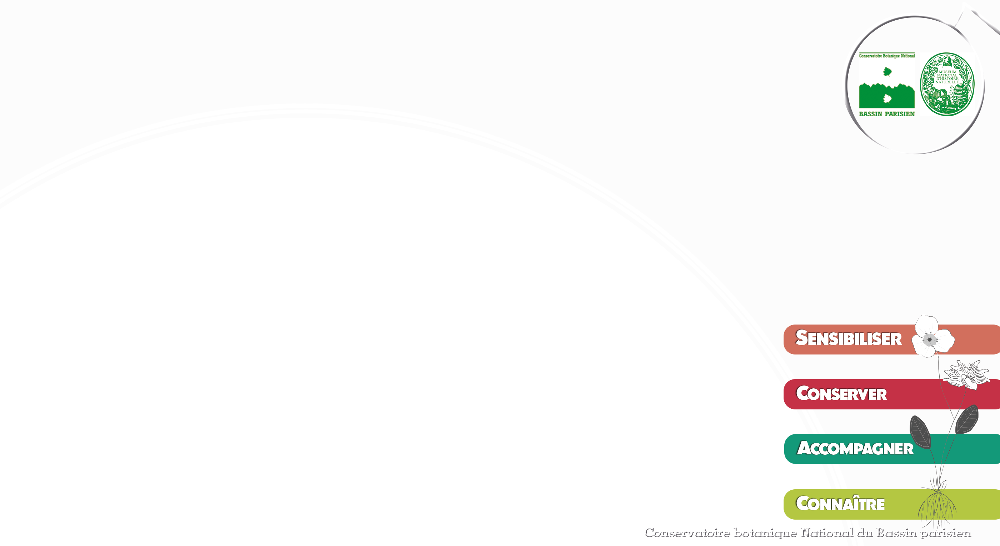 Conservatoire Botanique National
BASSIN PARISIEN
MUSEUM
NATIONAL
D'HISTOIRE
NATURELLE
SENSIBILISER
CONSERVER
ACCOMPAGNER
CONNAÎTRE
Conservatoire botanique National du Bassin parisien